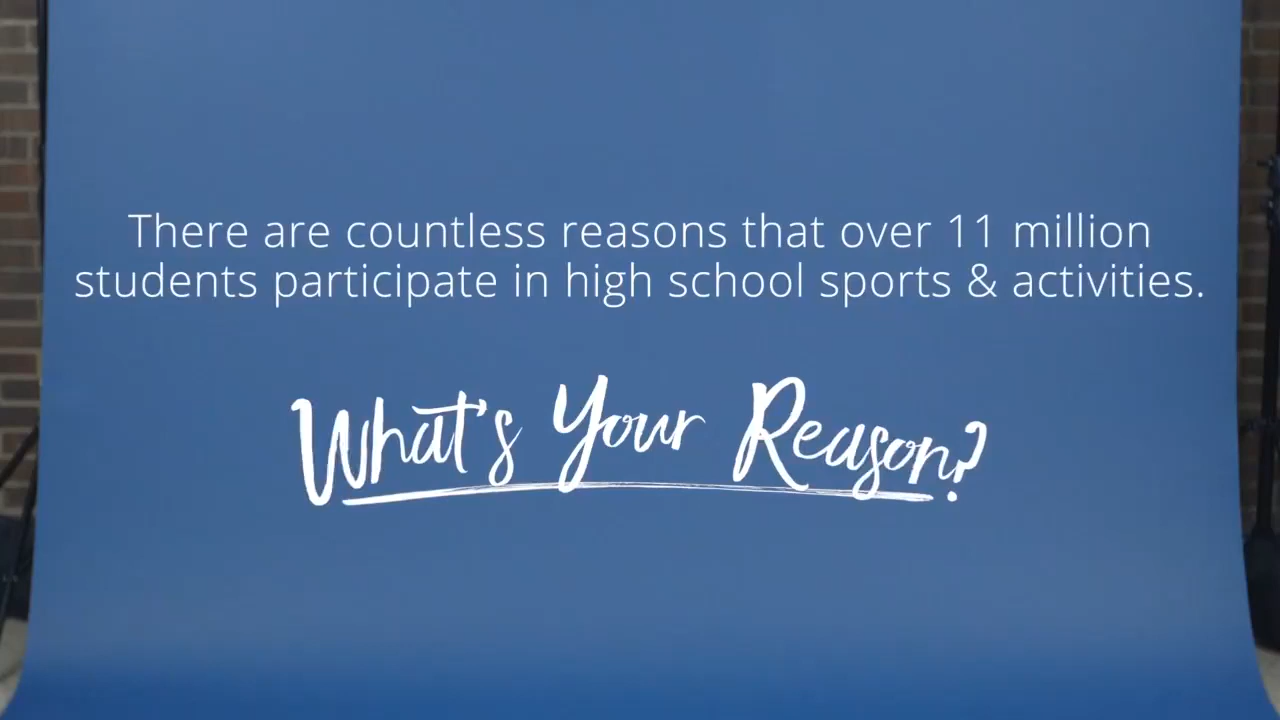 There are countless reasons that over 11 million
students participate in high school sports & activities.
What's Your Reason?